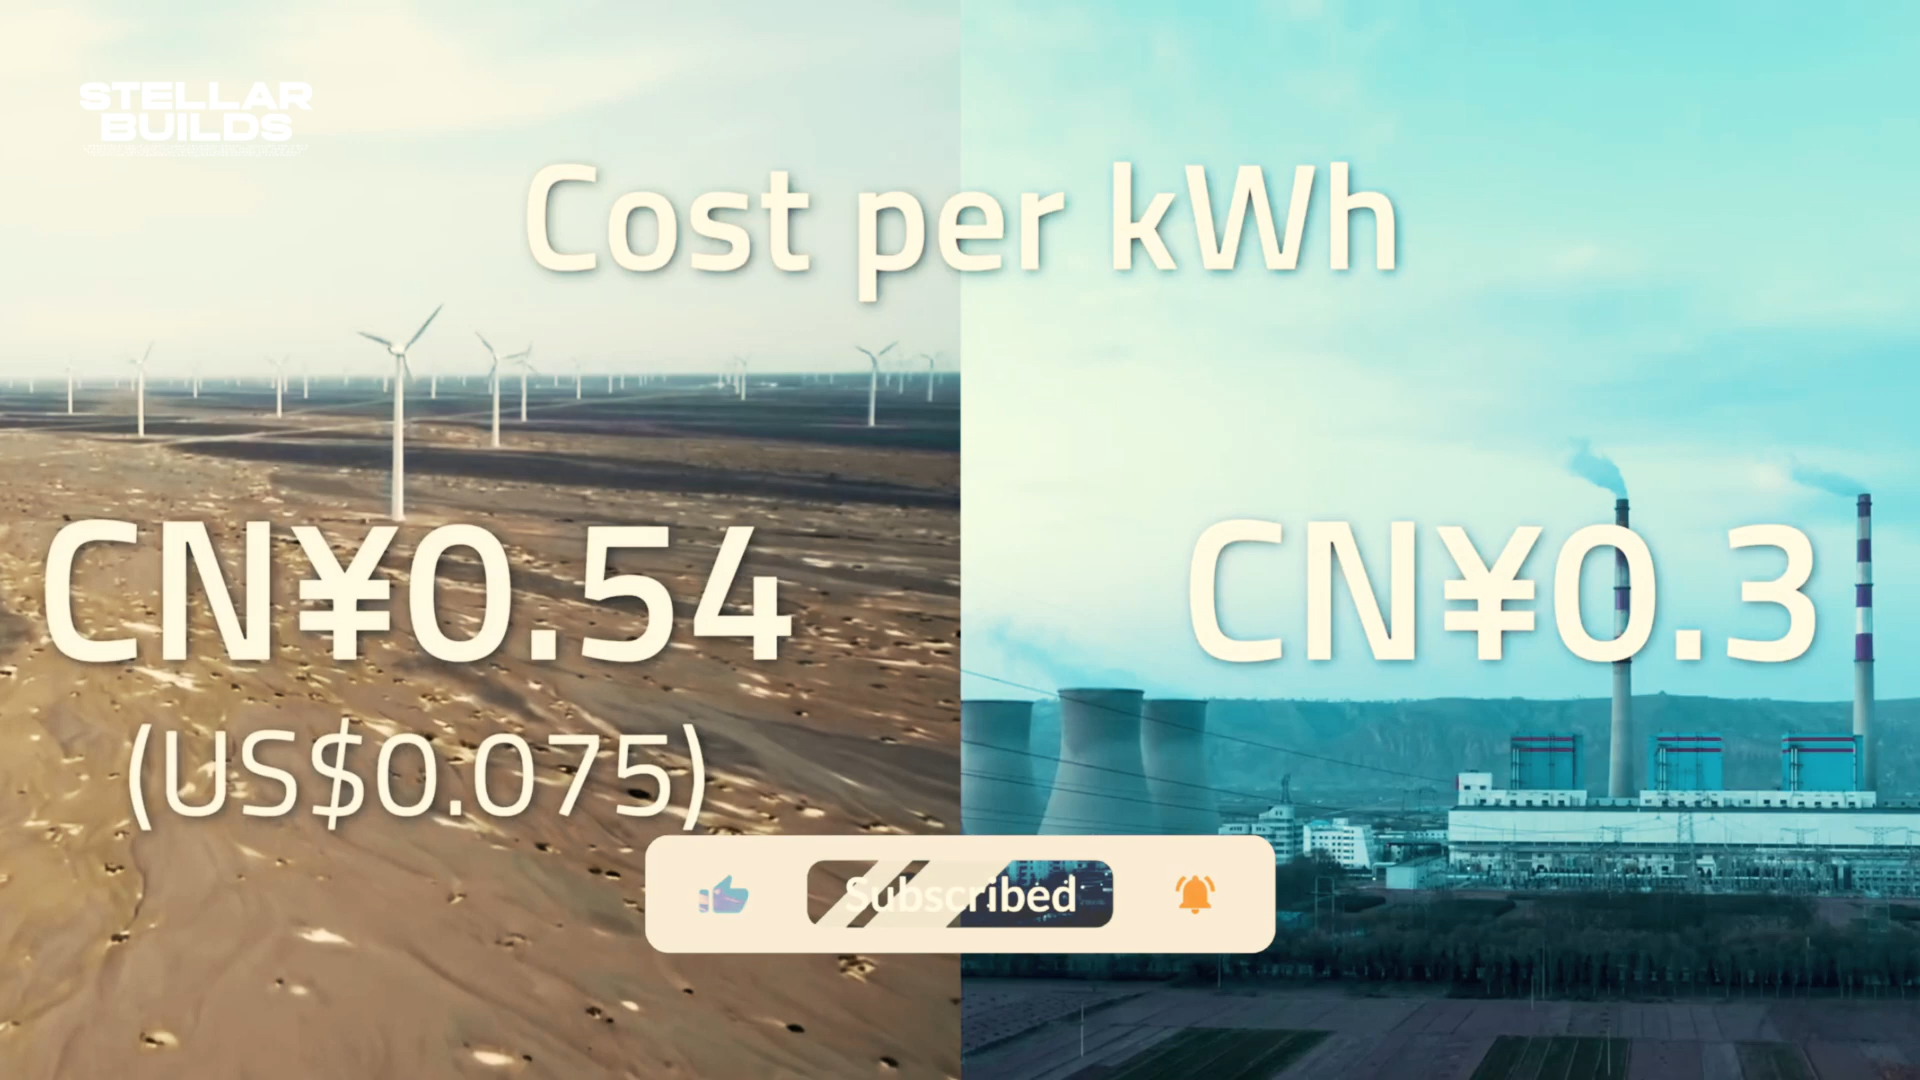 STELLAR
BUILDS
Cost per kWh
CN¥0.54
CN¥0.3
(US$0.075)
Subscribed